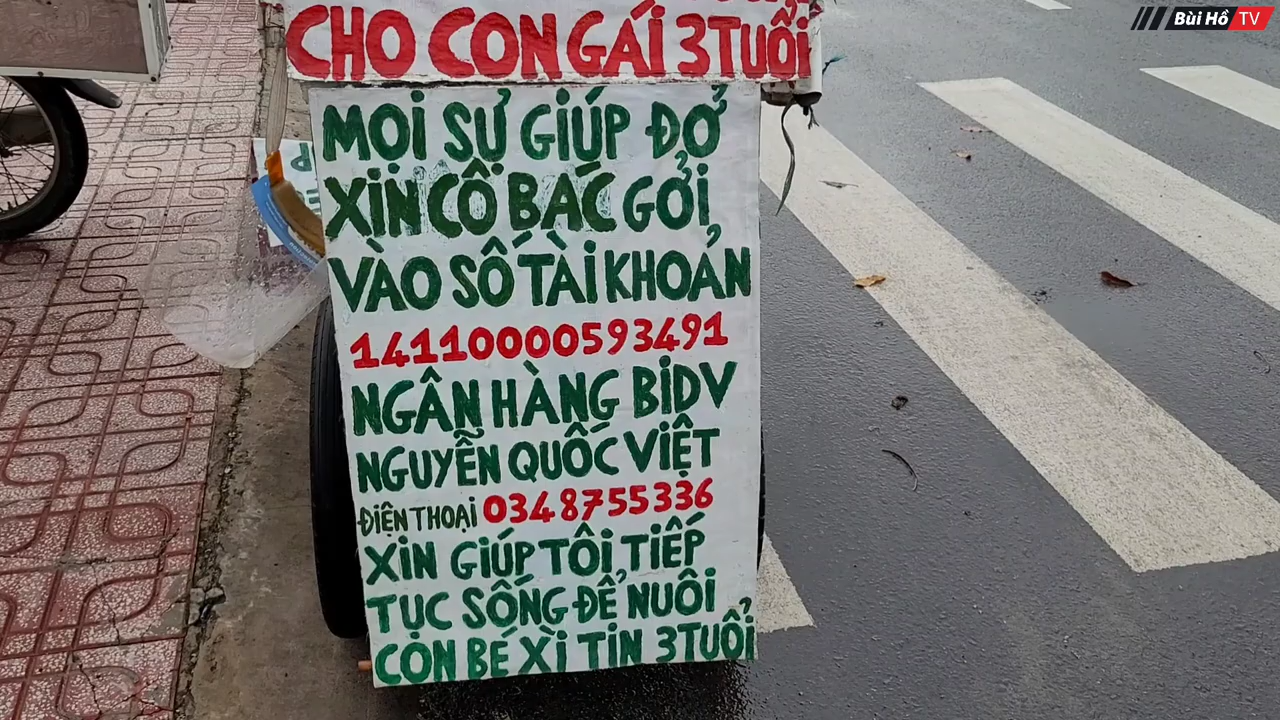 Bùi Hồ TV
CHO CON GÁI 3 TUỔI
MỌI SỰ GIÚP ĐỞ
XIN CÔ BÁC GỞI
VÀO SỐ TÀI KHOẢN
14110000593491
NGÂN HÀNG BiDV
NGUYỄN QUỐC VIỆT
ĐIỆN THOẠI 0348755336
XIN GIÚP TÔI TIẾP
TỤC SỐNG ĐỂ NUÔI
CON BÉ XÌ TIN 3 TUỔI